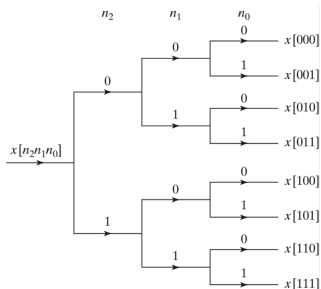 n₂ n₁ n₀
0 x[000]
0
1 x[001]
0
0 x[010]
1
1 x[011]
x[n₂n₁n₀]
0 x[100]
0
1 x[101]
1
0 x[110]
1
1 x[111]